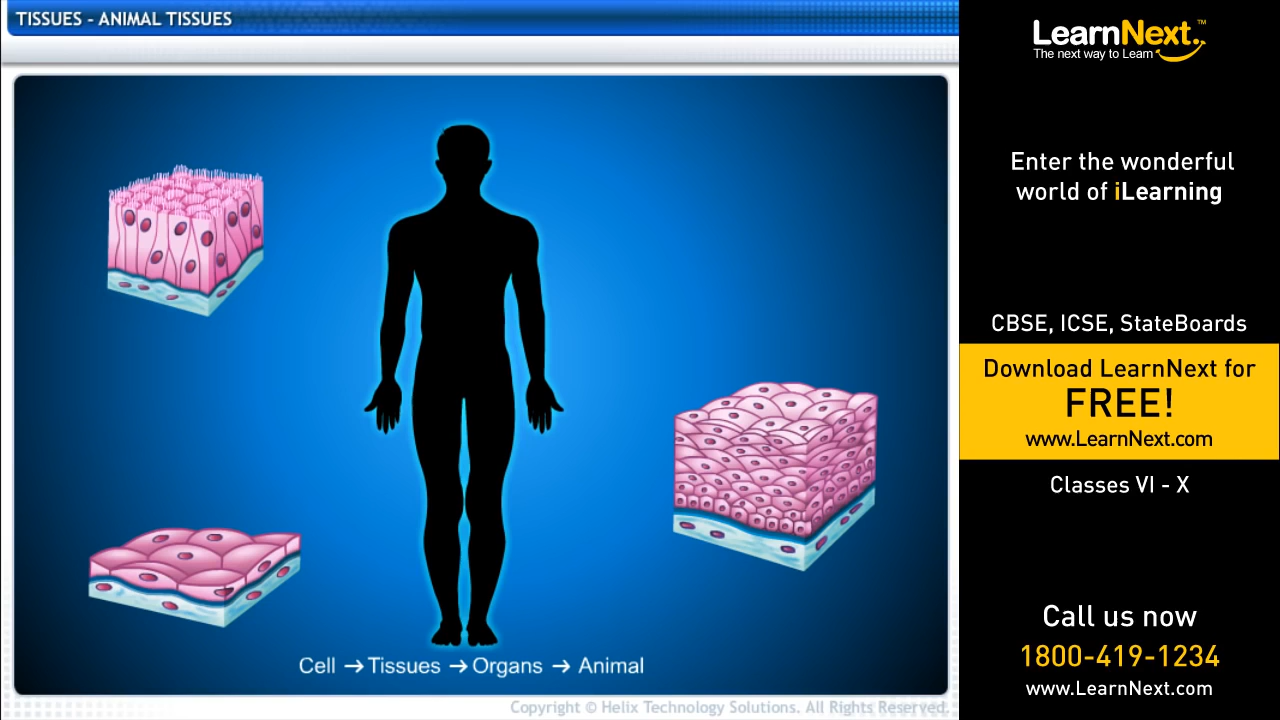 TISSUES - ANIMAL TISSUES
Cell → Tissues → Organs → Animal
Copyright © Helix Technology Solutions. All Rights Reserved.
LearnNext.™
The next way to Learn
Enter the wonderful
world of iLearning
CBSE, ICSE, StateBoards
Download LearnNext for
FREE!
www.LearnNext.com
Classes VI - X
Call us now
1800-419-1234
www.LearnNext.com